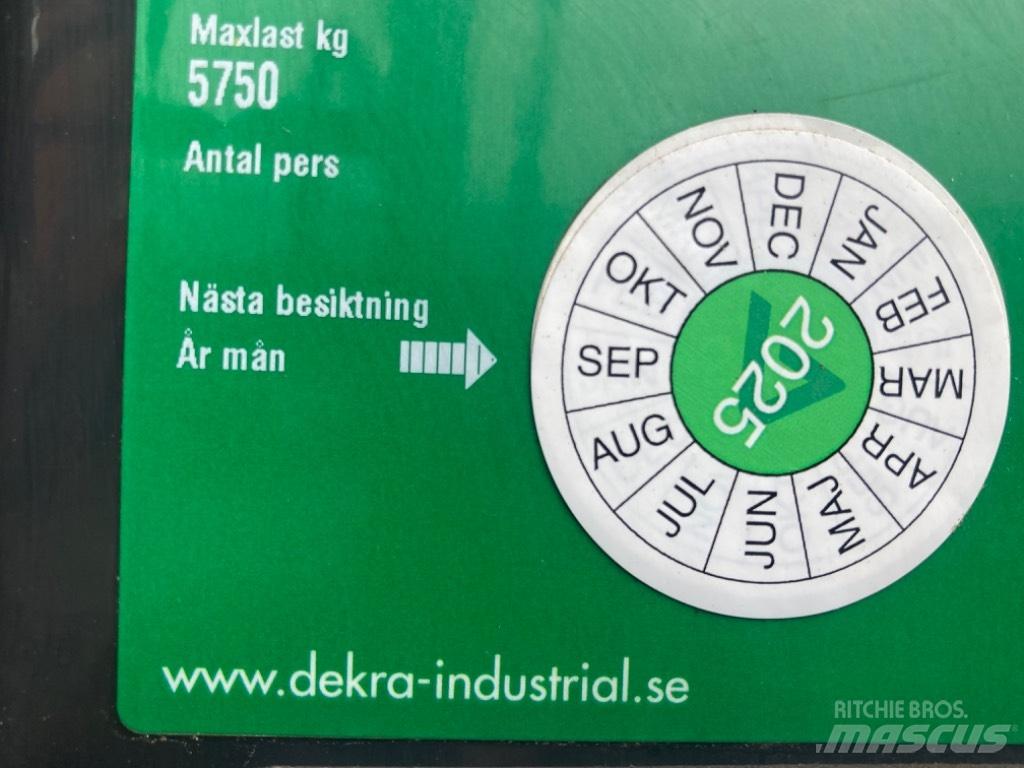 Maxlast kg
5750
Antal pers
Nästa besiktning
År mån
DEC
JAN
FEB
MAR
APR
MAJ
JUN
JUL
AUG
SEP
OKT
NOV
2025
www.dekra-industrial.se
RITCHIE BROS.
MASCUS